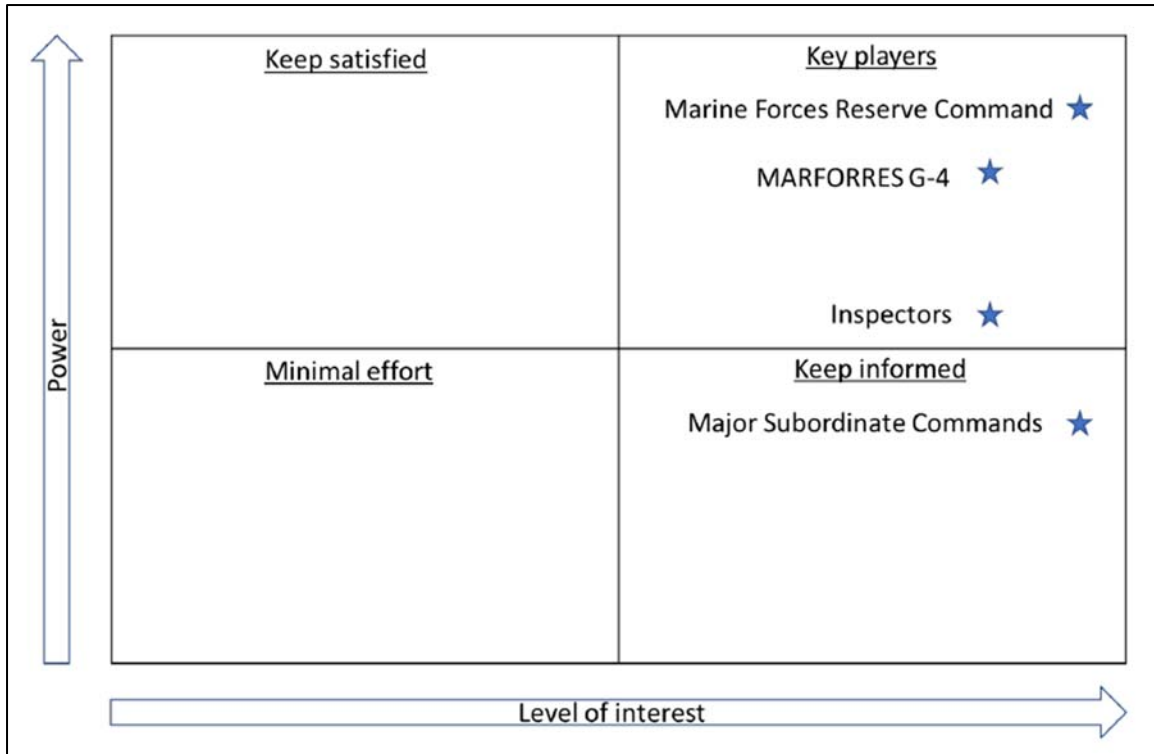 Keep satisfied
Key players
Marine Forces Reserve Command
MARFORRES G-4
Inspectors
Minimal effort
Keep informed
Major Subordinate Commands
Power
Level of interest